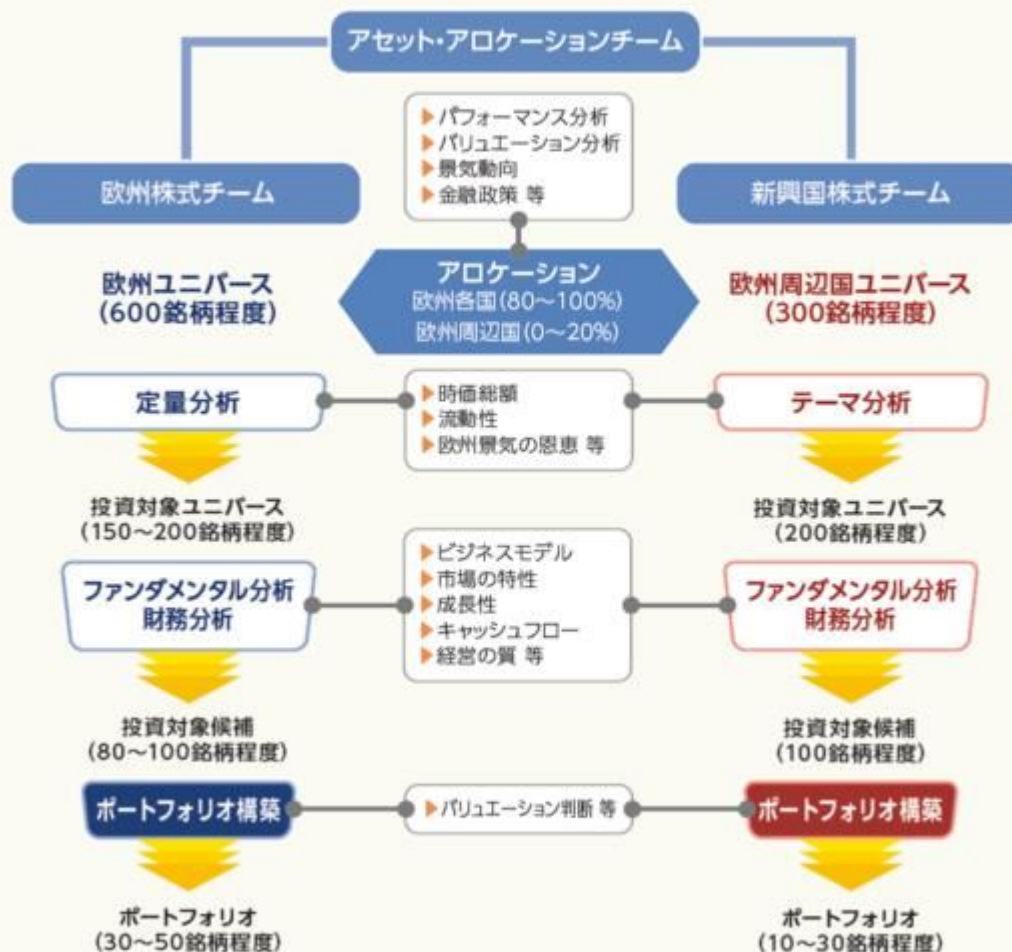 アセット・アロケーションチーム
▶パフォーマンス分析
▶バリュエーション分析
▶景気動向
▶金融政策 等
欧州株式チーム
新興国株式チーム
欧州ユニバース
(600銘柄程度)
アロケーション
欧州各国(80〜100%)
欧州周辺国(0〜20%)
欧州周辺国ユニバース
(300銘柄程度)
定量分析
▶時価総額
▶流動性
▶欧州景気の恩恵 等
テーマ分析
投資対象ユニバース
(150〜200銘柄程度)
投資対象ユニバース
(200銘柄程度)
ファンダメンタル分析
財務分析
▶ビジネスモデル
▶市場の特性
▶成長性
▶キャッシュフロー
▶経営の質 等
ファンダメンタル分析
財務分析
投資対象候補
(80〜100銘柄程度)
投資対象候補
(100銘柄程度)
ポートフォリオ構築
▶バリュエーション判断 等
ポートフォリオ構築
ポートフォリオ
(30〜50銘柄程度)
ポートフォリオ
(10〜30銘柄程度)